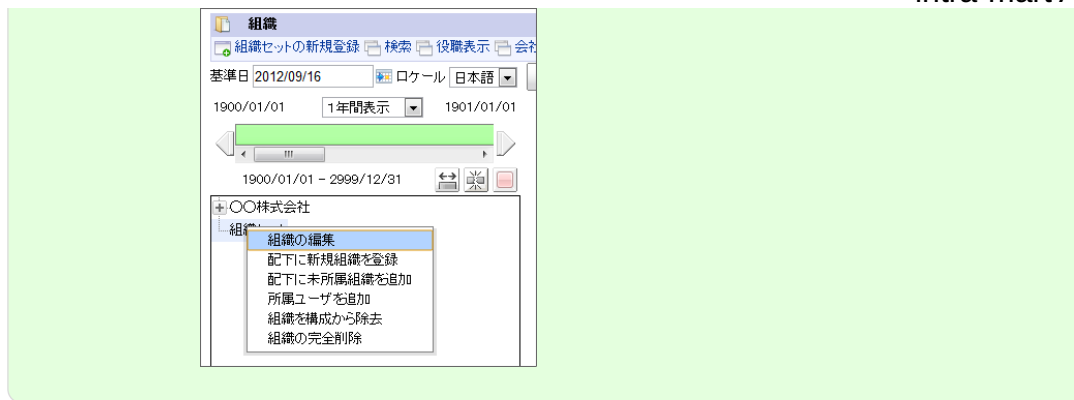 組織
組織セットの新規登録 検索 役職表示
基準日 2012/09/16 ロケール 日本語
1900/01/01 1年間表示 1901/01/01
1900/01/01 - 2999/12/31
〇〇株式会社
組織の編集
配下に新規組織を登録
配下に未所属組織を追加
所属ユーザを追加
組織を構成から除去
組織の完全削除